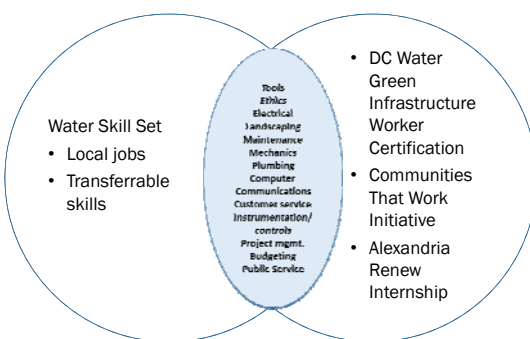 Water Skill Set
• Local jobs
• Transferrable
skills
Tools
Ethics
Electrical
Landscaping
Maintenance
Mechanics
Plumbing
Computer
Communications
Customer service
Instrumentation/
controls
Project mgmt.
Budgeting
Public Service
• DC Water
Green
Infrastructure
Worker
Certification
• Communities
That Work
Initiative
• Alexandria
Renew
Internship